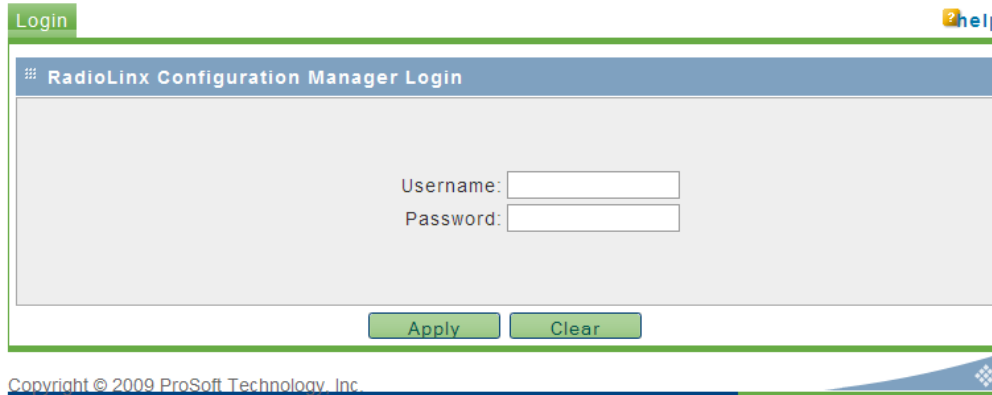 Login
help
RadioLinx Configuration Manager Login
Username:
Password:
Apply Clear
Copyright © 2009 ProSoft Technology, Inc.